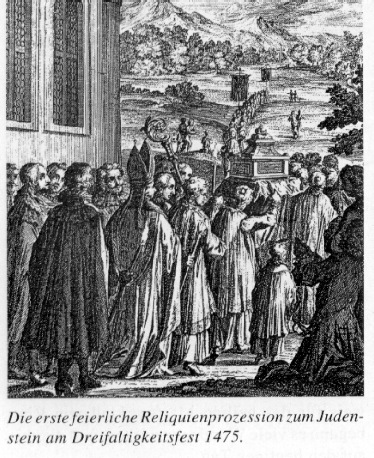 Die erste feierliche Reliquienprozession zum Juden-
stein am Dreifaltigkeitsfest 1475.